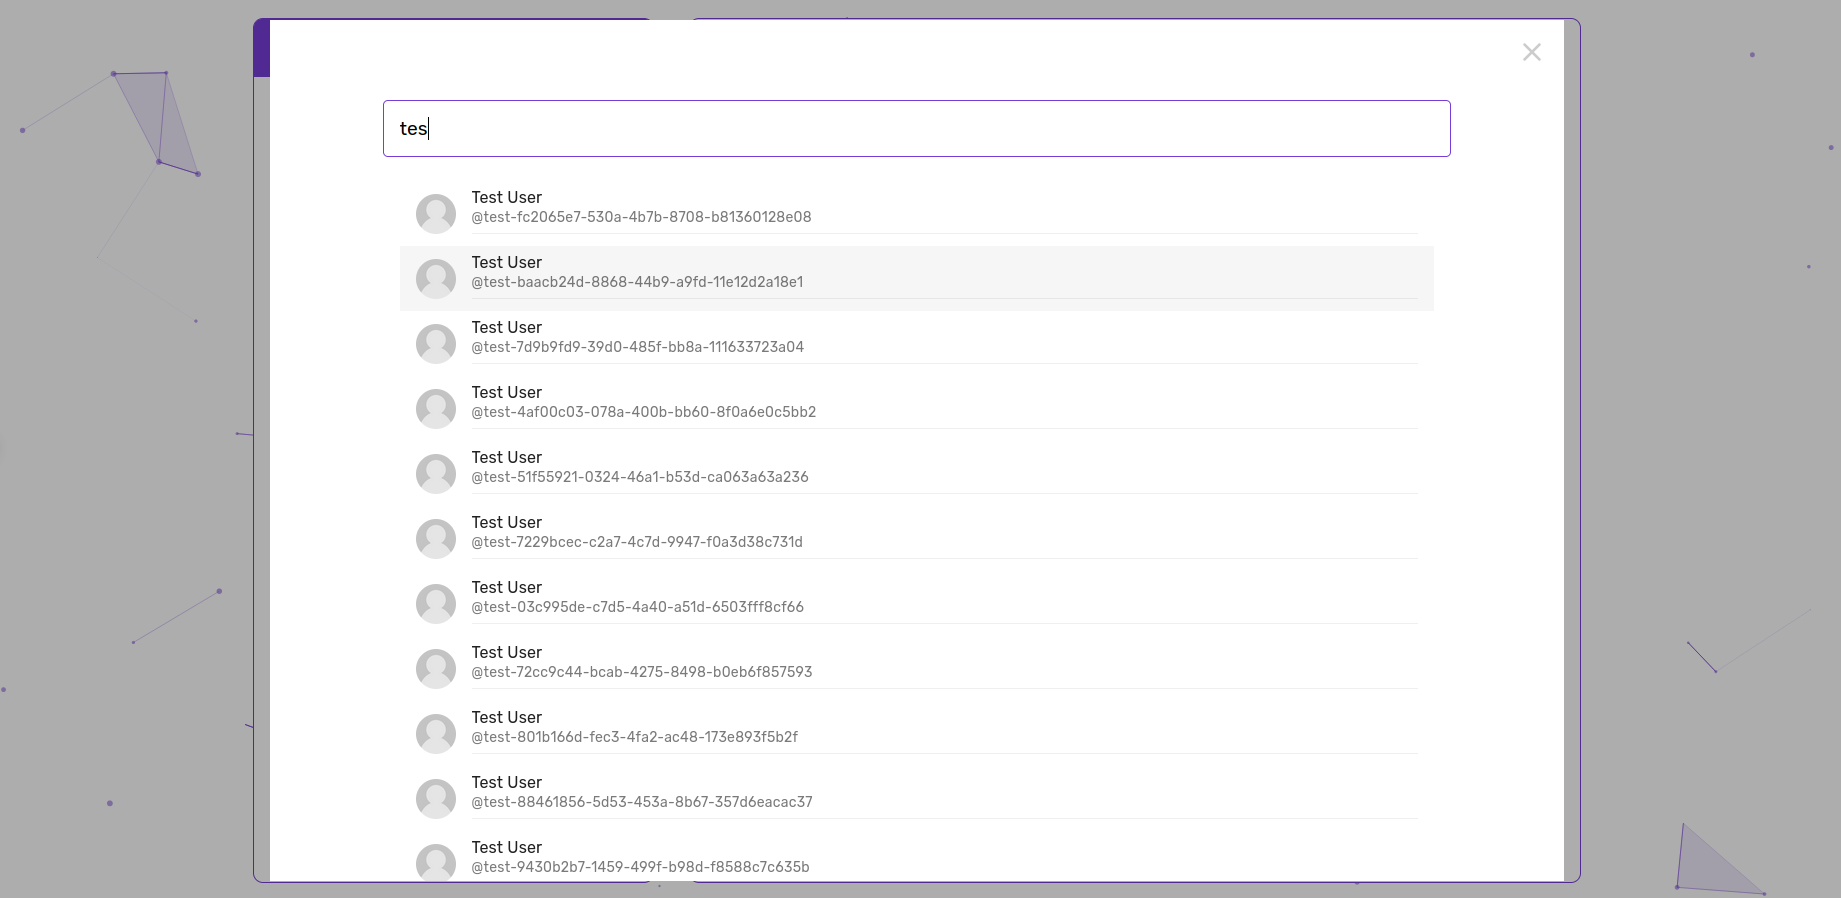 tes
Test User
@test-fc2065e7-530a-4b7b-8708-b81360128e08
Test User
@test-baacb24d-8868-44b9-a9fd-11e12d2a18e1
Test User
@test-7d9b9fd9-39d0-485f-bb8a-111633723a04
Test User
@test-4af00c03-078a-400b-bb60-8f0a6e0c5bb2
Test User
@test-51f55921-0324-46a1-b53d-ca063a63a236
Test User
@test-7229bcec-c2a7-4c7d-9947-f0a3d38c731d
Test User
@test-03c995de-c7d5-4a40-a51d-6503fff8cf66
Test User
@test-72cc9c44-bcab-4275-8498-b0eb6f857593
Test User
@test-801b166d-fec3-4fa2-ac48-173e893f5b2f
Test User
@test-88461856-5d53-453a-8b67-357d6eacac37
Test User
@test-9430b2b7-1459-499f-b98d-f8588c7c635b